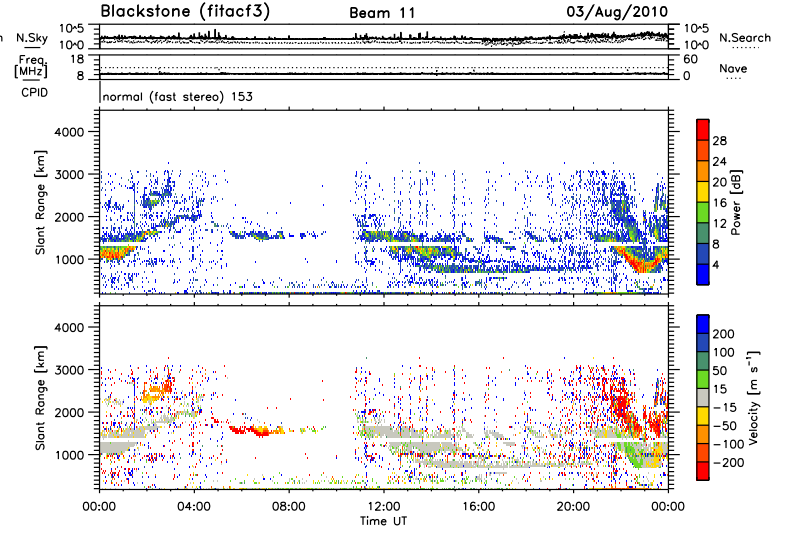 Blackstone (fitacf3) Beam 11 03/Aug/2010
N.Sky 10^5 10^0 10^5 10^0 N.Search
Freq. [MHz] 18 8 60 0 Nave
CPID normal (fast stereo) 153
Slant Range [km] 4000 3000 2000 1000
Power [dB] 28 24 20 16 12 8 4
Slant Range [km] 4000 3000 2000 1000
Velocity [m s⁻¹] 200 100 50 15 −15 −50 −100 −200
00:00 04:00 08:00 12:00 16:00 20:00 00:00
Time UT